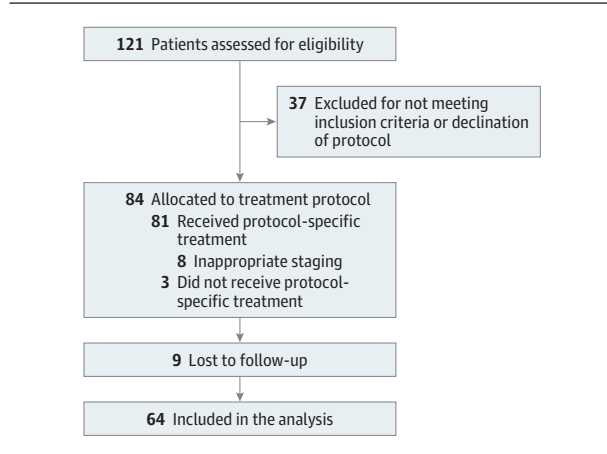 121 Patients assessed for eligibility
37 Excluded for not meeting
inclusion criteria or declination
of protocol
84 Allocated to treatment protocol
81 Received protocol-specific
treatment
8 Inappropriate staging
3 Did not receive protocol-
specific treatment
9 Lost to follow-up
64 Included in the analysis